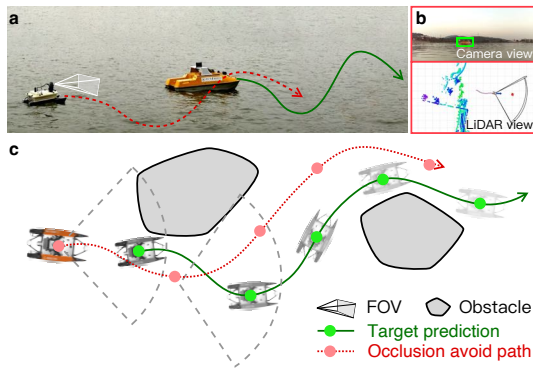 a
b
Camera view
LiDAR view
c
FOV
Obstacle
Target prediction
Occlusion avoid path